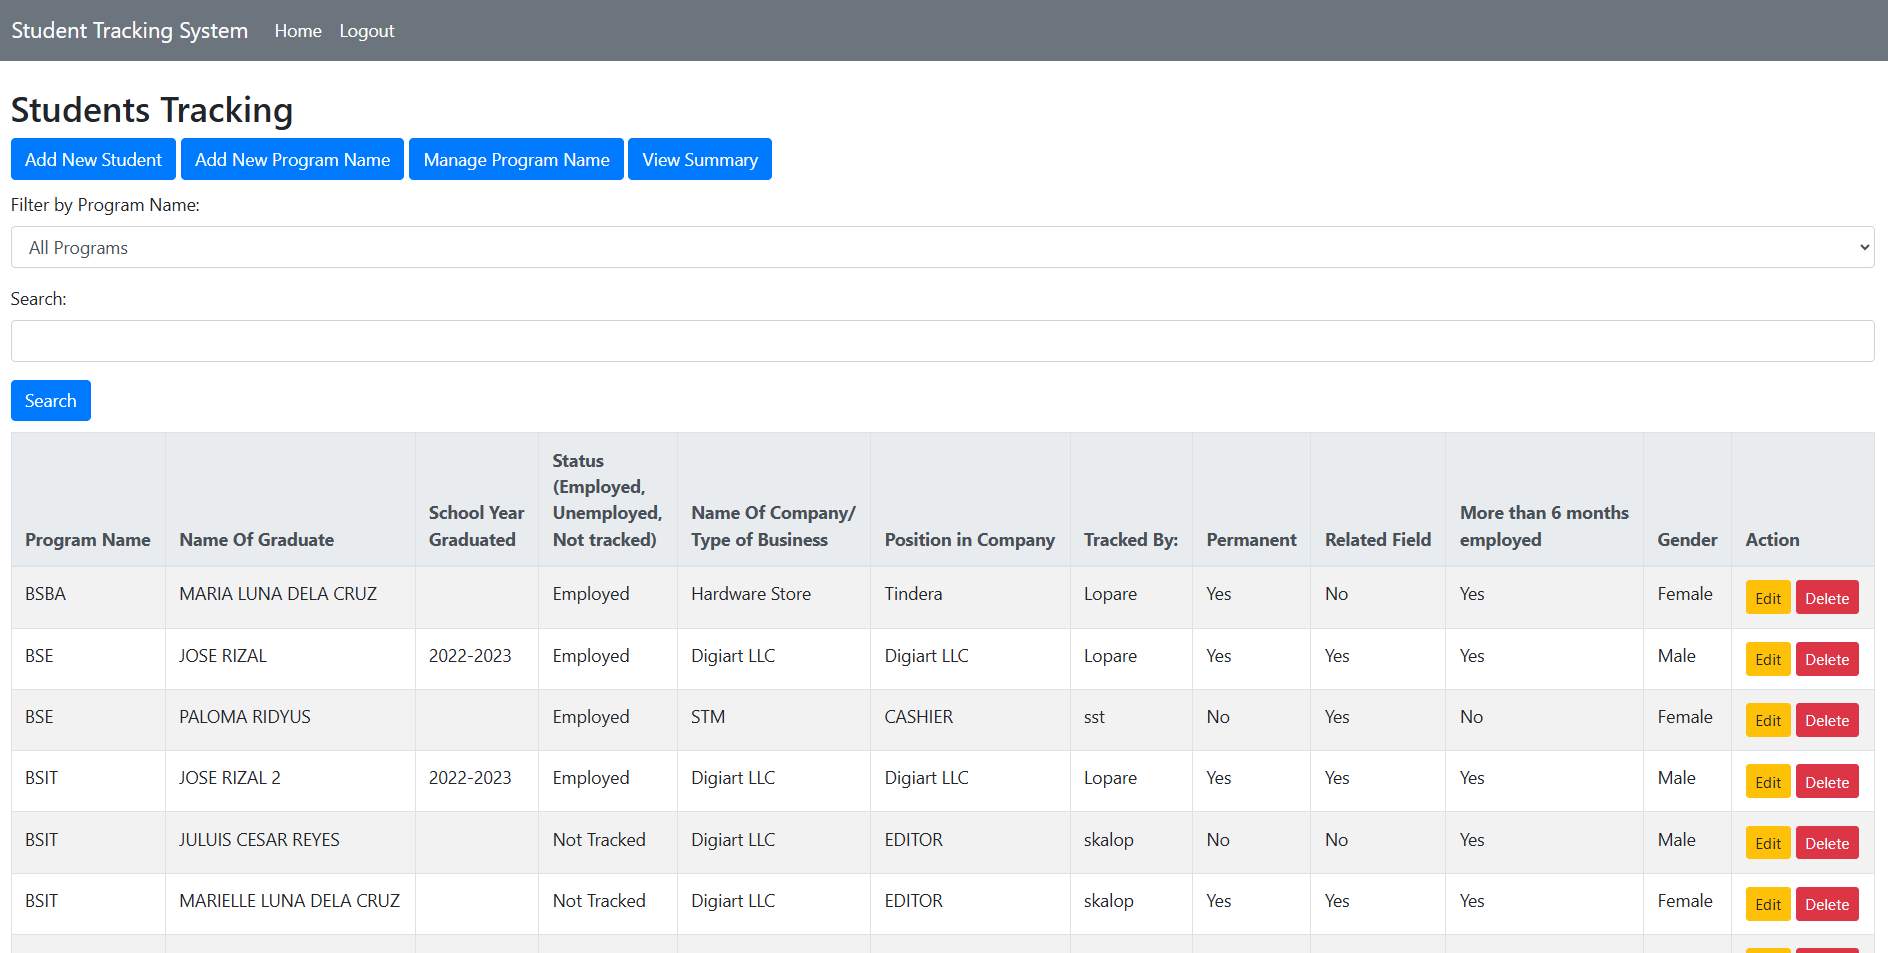 Student Tracking System Home Logout
Students Tracking
Add New Student Add New Program Name Manage Program Name View Summary
Filter by Program Name:
All Programs
Search:
Search
Program Name Name Of Graduate School Year Graduated Status (Employed, Unemployed, Not tracked) Name Of Company/ Type of Business Position in Company Tracked By: Permanent Related Field More than 6 months employed Gender Action
BSBA MARIA LUNA DELA CRUZ Employed Hardware Store Tindera Lopare Yes No Yes Female Edit Delete
BSE JOSE RIZAL 2022-2023 Employed Digiart LLC Digiart LLC Lopare Yes Yes Yes Male Edit Delete
BSE PALOMA RIDYUS Employed STM CASHIER sst No Yes No Female Edit Delete
BSIT JOSE RIZAL 2 2022-2023 Employed Digiart LLC Digiart LLC Lopare Yes Yes Yes Male Edit Delete
BSIT JULUIS CESAR REYES Not Tracked Digiart LLC EDITOR skalop No No Yes Male Edit Delete
BSIT MARIELLE LUNA DELA CRUZ Not Tracked Digiart LLC EDITOR skalop Yes Yes Yes Female Edit Delete